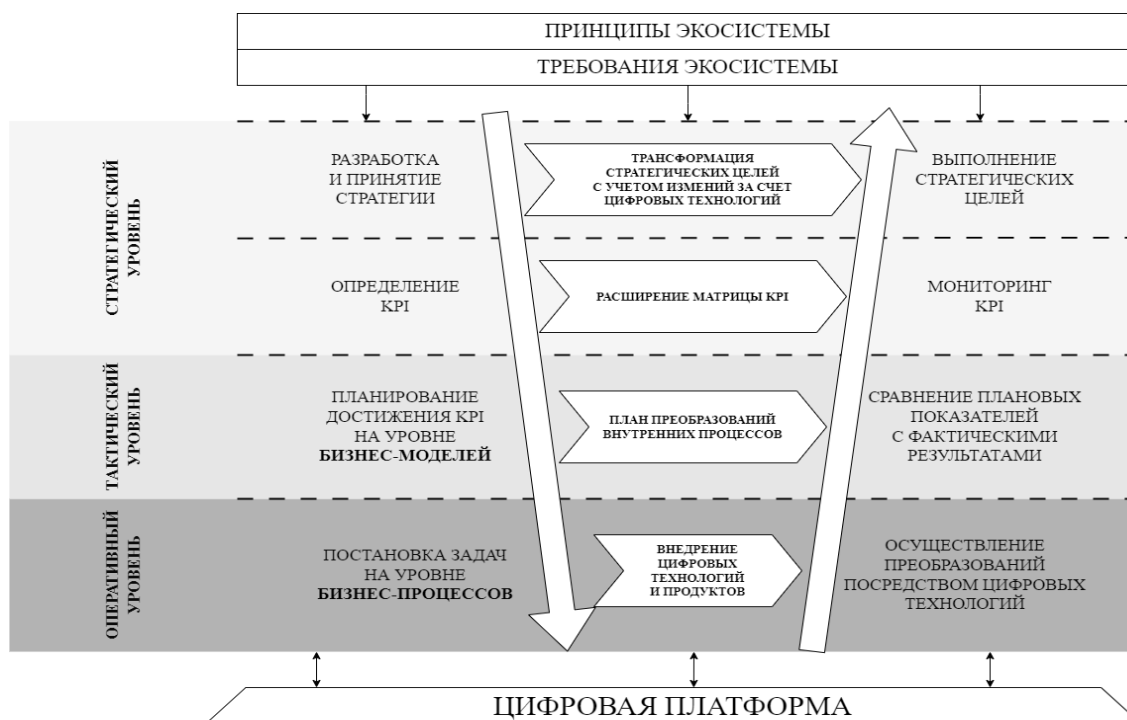 ПРИНЦИПЫ ЭКОСИСТЕМЫ
ТРЕБОВАНИЯ ЭКОСИСТЕМЫ
СТРАТЕГИЧЕСКИЙ
УРОВЕНЬ
РАЗРАБОТКА
И ПРИНЯТИЕ
СТРАТЕГИИ
ТРАНСФОРМАЦИЯ
СТРАТЕГИЧЕСКИХ ЦЕЛЕЙ
С УЧЕТОМ ИЗМЕНИЙ ЗА СЧЕТ
ЦИФРОВЫХ ТЕХНОЛОГИЙ
ВЫПОЛНЕНИЕ
СТРАТЕГИЧЕСКИХ
ЦЕЛЕЙ
ОПРЕДЕЛЕНИЕ
KPI
РАСШИРЕНИЕ МАТРИЦЫ KPI
МОНИТОРИНГ
KPI
ТАКТИЧЕСКИЙ
УРОВЕНЬ
ПЛАНИРОВАНИЕ
ДОСТИЖЕНИЯ KPI
НА УРОВНЕ
БИЗНЕС-МОДЕЛЕЙ
ПЛАН ПРЕОБРАЗОВАНИЙ
ВНУТРЕННИХ ПРОЦЕССОВ
СРАВНЕНИЕ ПЛАНОВЫХ
ПОКАЗАТЕЛЕЙ
С ФАКТИЧЕСКИМИ
РЕЗУЛЬТАТАМИ
ОПЕРАТИВНЫЙ
УРОВЕНЬ
ПОСТАНОВКА ЗАДАЧ
НА УРОВНЕ
БИЗНЕС-ПРОЦЕССОВ
ВНЕДРЕНИЕ
ЦИФРОВЫХ
ТЕХНОЛОГИЙ
И ПРОДУКТОВ
ОСУЩЕСТВЛЕНИЕ
ПРЕОБРАЗОВАНИЙ
ПОСРЕДСТВОМ ЦИФРОВЫХ
ТЕХНОЛОГИЙ
ЦИФРОВАЯ ПЛАТФОРМА